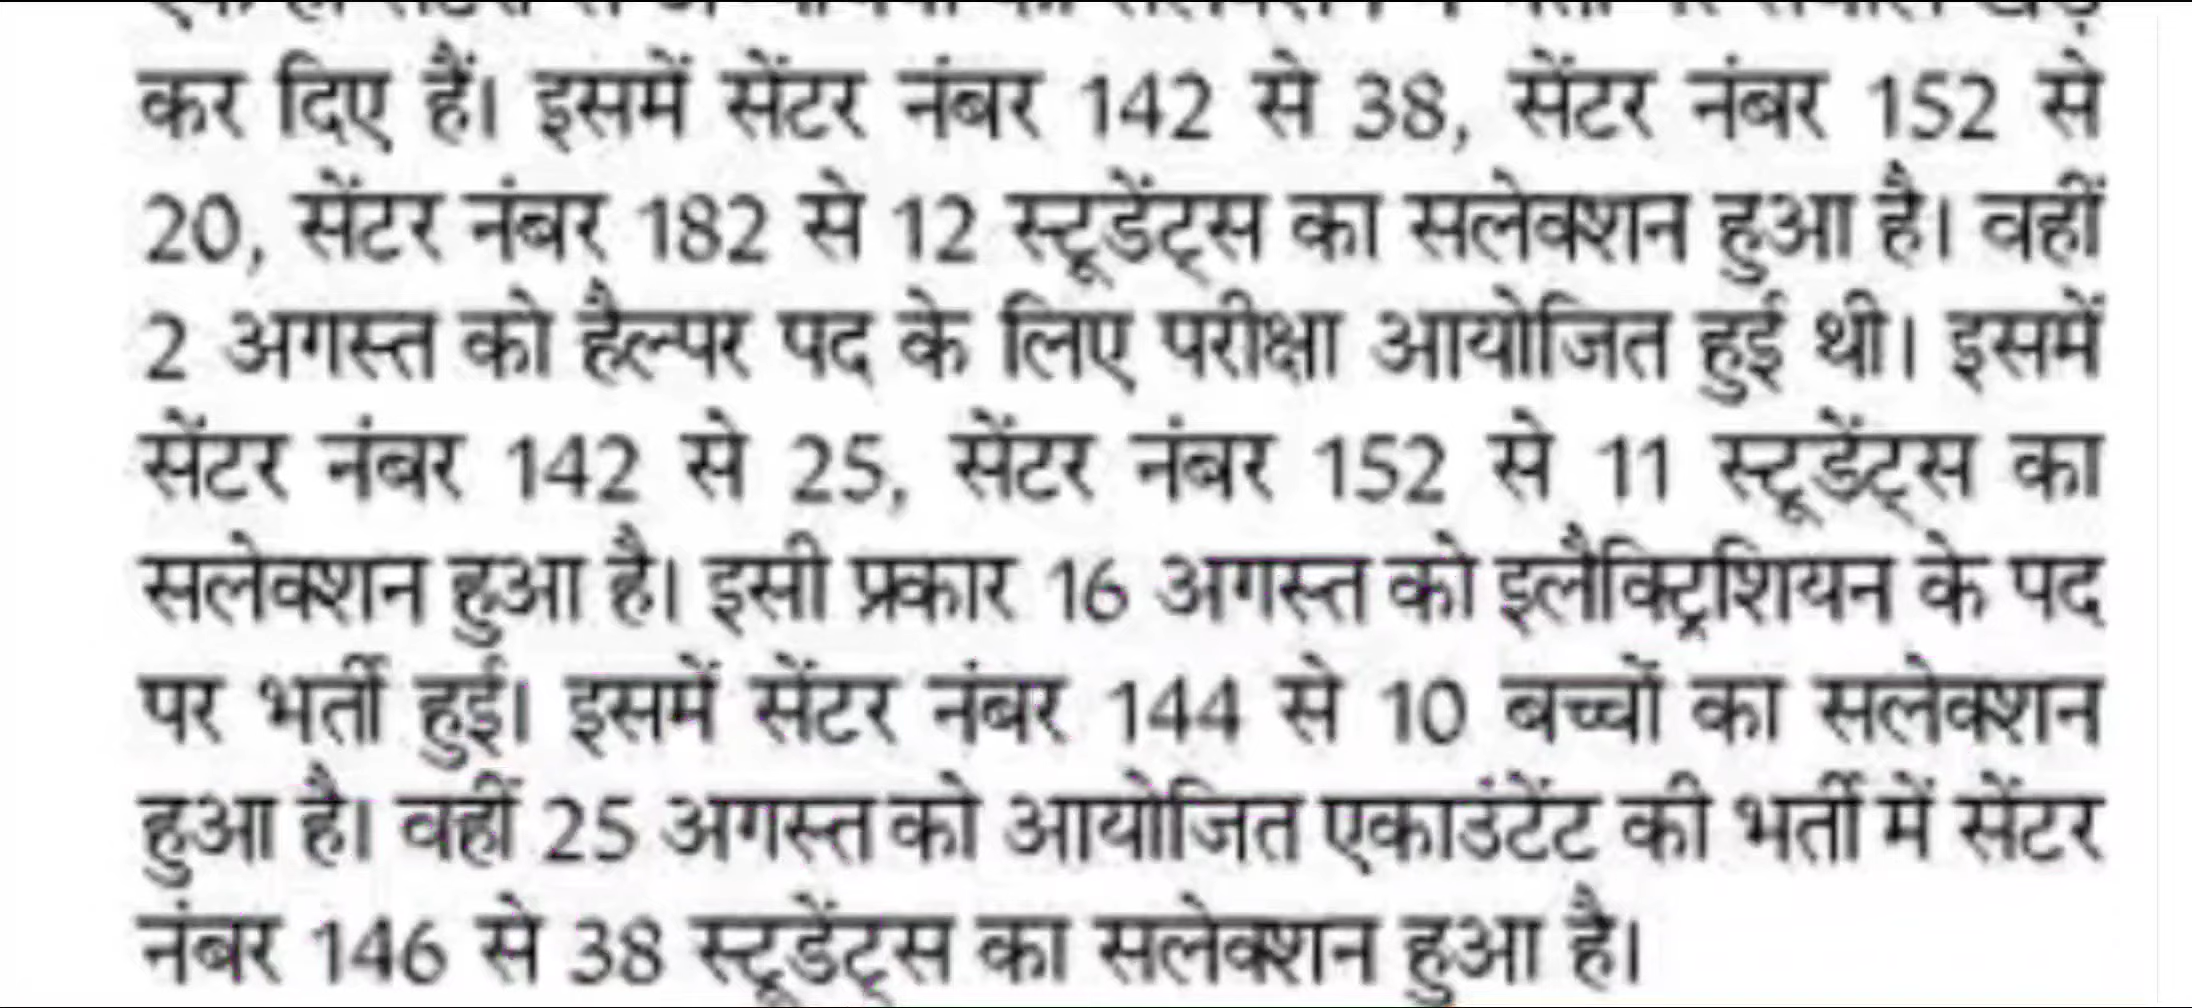 कर दिए हैं। इसमें सेंटर नंबर 142 से 38, सेंटर नंबर 152 से
20, सेंटर नंबर 182 से 12 स्टूडेंट्स का सलेक्शन हुआ है। वहीं
2 अगस्त को हैल्पर पद के लिए परीक्षा आयोजित हुई थी। इसमें
सेंटर नंबर 142 से 25, सेंटर नंबर 152 से 11 स्टूडेंट्स का
सलेक्शन हुआ है। इसी प्रकार 16 अगस्त को इलैक्ट्रिशियन के पद
पर भर्ती हुई। इसमें सेंटर नंबर 144 से 10 बच्चों का सलेक्शन
हुआ है। वहीं 25 अगस्त को आयोजित एकाउंटेंट की भर्ती में सेंटर
नंबर 146 से 38 स्टूडेंट्स का सलेक्शन हुआ है।